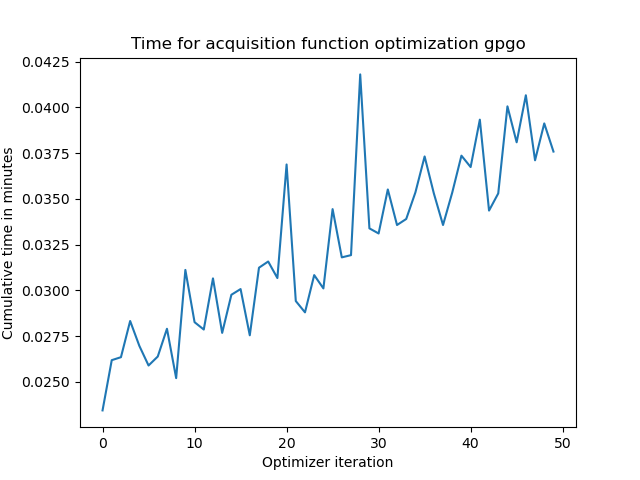 Time for acquisition function optimization gpgo
0.0425
0.0400
0.0375
0.0350
0.0325
0.0300
0.0275
0.0250
Cumulative time in minutes
0 10 20 30 40 50
Optimizer iteration